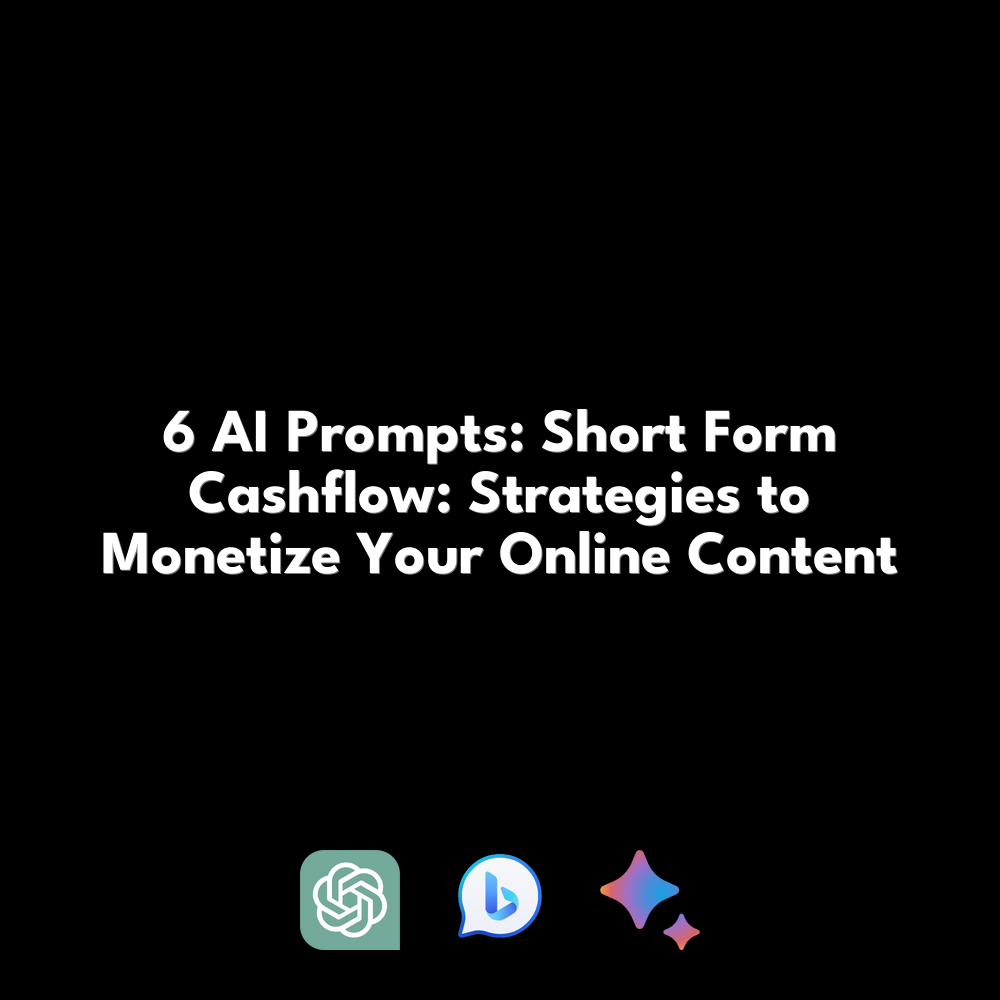 6 AI Prompts: Short Form
Cashflow: Strategies to
Monetize Your Online Content